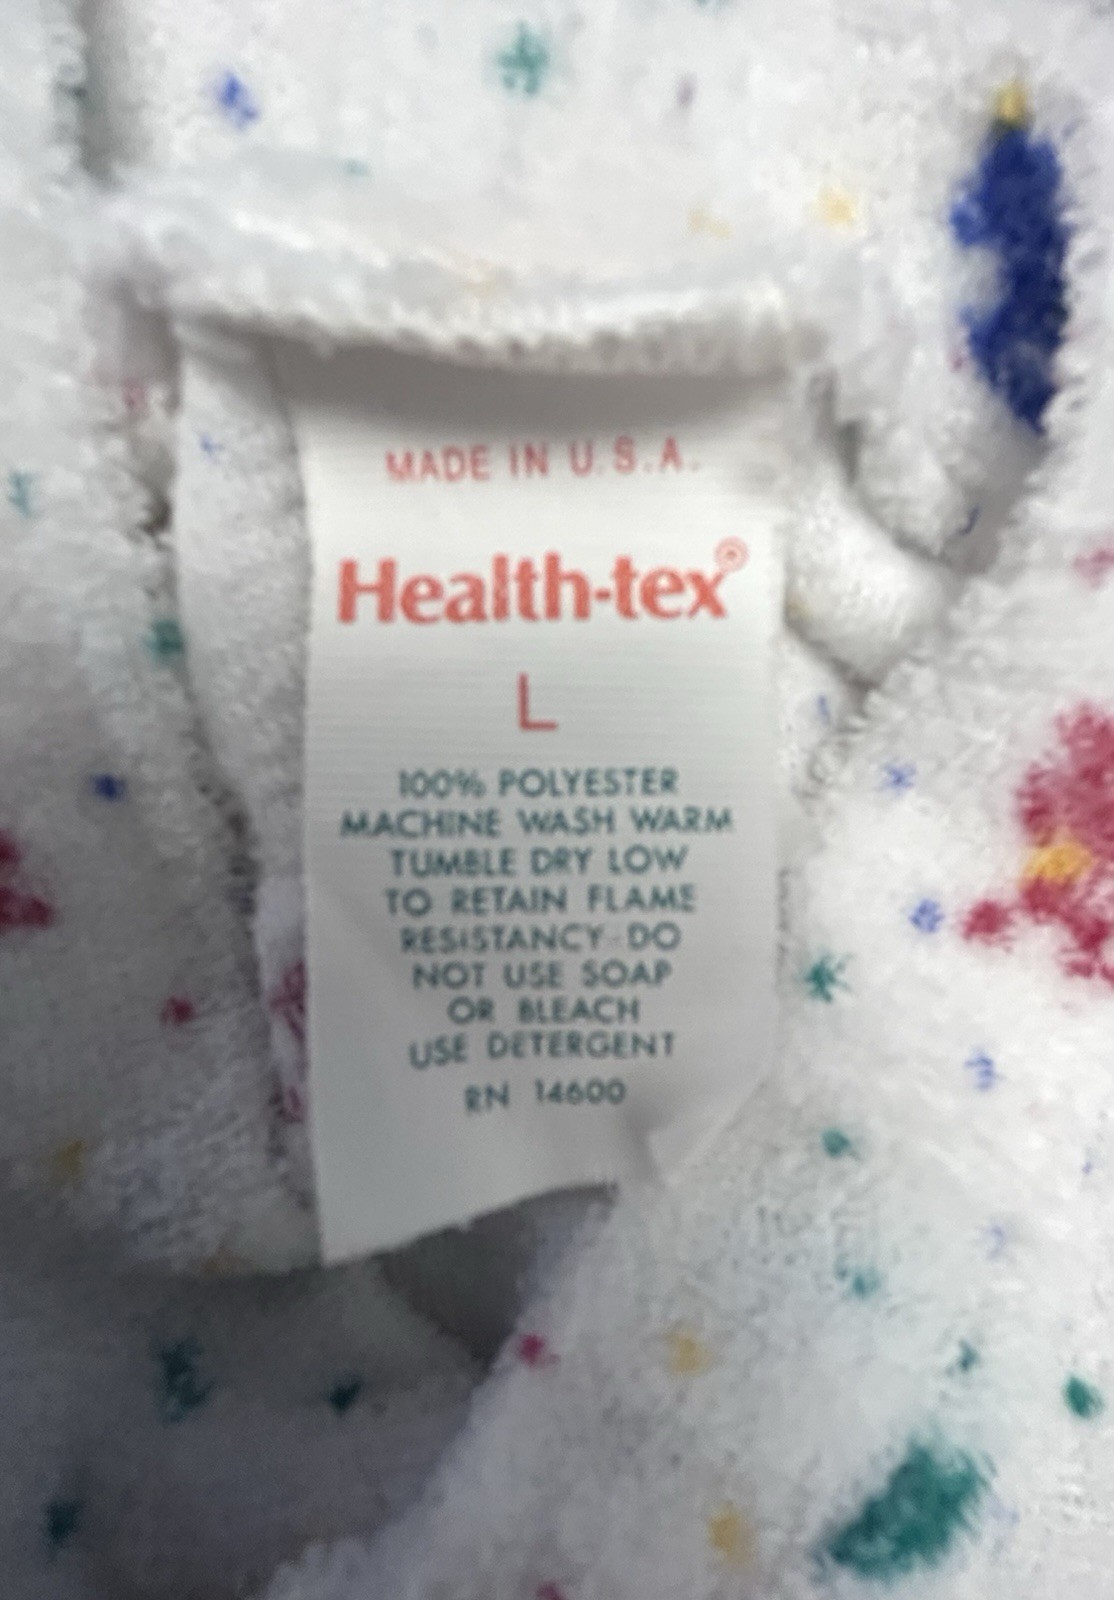 MADE IN U.S.A.
Health-tex®
L
100% POLYESTER
MACHINE WASH WARM
TUMBLE DRY LOW
TO RETAIN FLAME
RESISTANCY-DO
NOT USE SOAP
OR BLEACH
USE DETERGENT
RN 14600